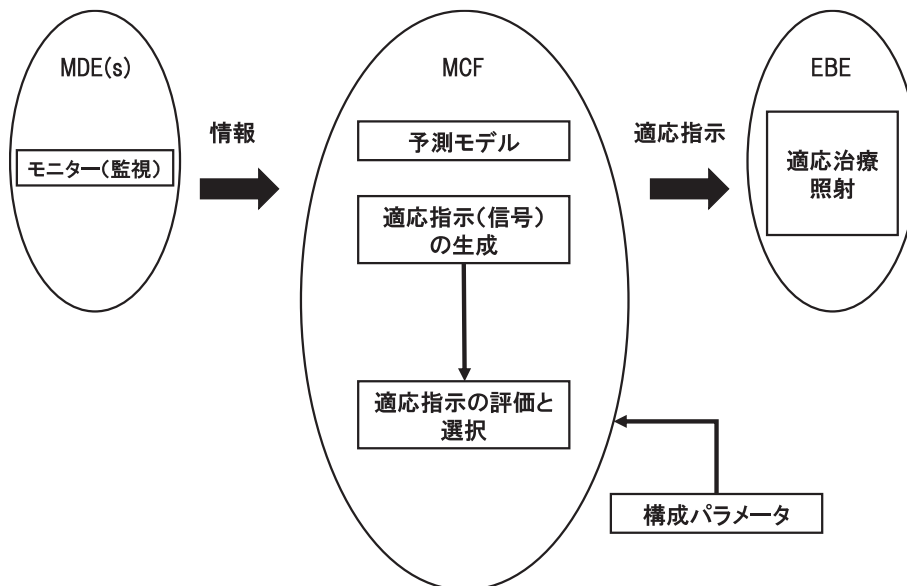 MDE(s)
モニター(監視)
情報
MCF
予測モデル
適応指示(信号)
の生成
適応指示の評価と
選択
適応指示
EBE
適応治療
照射
構成パラメータ